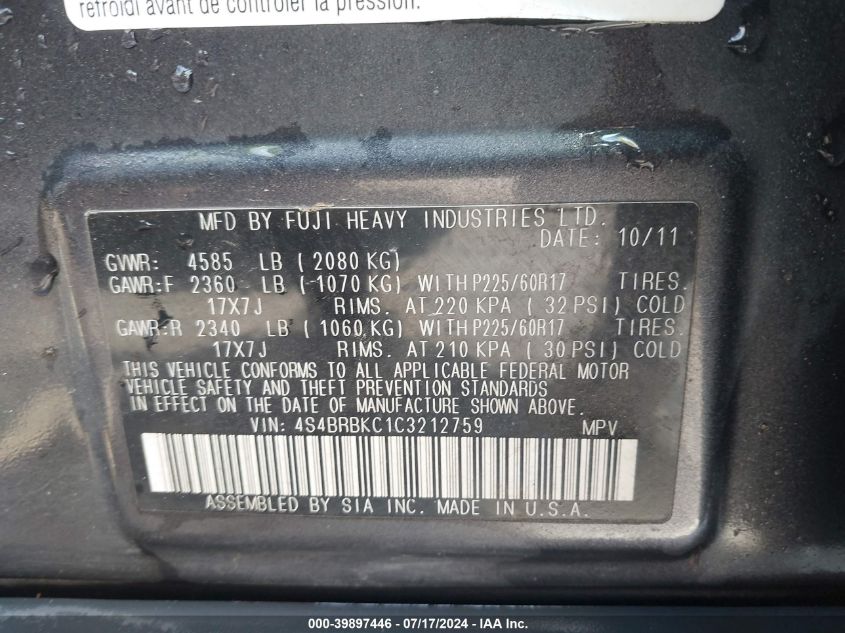 refroidi avant de contrôler la pression.
MFD BY FUJI HEAVY INDUSTRIES LTD.
DATE: 10/11
GVWR: 4585 LB ( 2080 KG)
GAWR:F 2360 LB ( 1070 KG) WITH P225/60R17 TIRES.
17X7J RIMS. AT 220 KPA ( 32 PSI) COLD
GAWR:R 2340 LB ( 1060 KG) WITH P225/60R17 TIRES.
17X7J RIMS. AT 210 KPA ( 30 PSI) COLD
THIS VEHICLE CONFORMS TO ALL APPLICABLE FEDERAL MOTOR
VEHICLE SAFETY AND THEFT PREVENTION STANDARDS
IN EFFECT ON THE DATE OF MANUFACTURE SHOWN ABOVE.
VIN: 4S4BRBKC1C3212759 MPV
ASSEMBLED BY SIA INC. MADE IN U.S.A.
000-39897446 - 07/17/2024 - IAAI.com